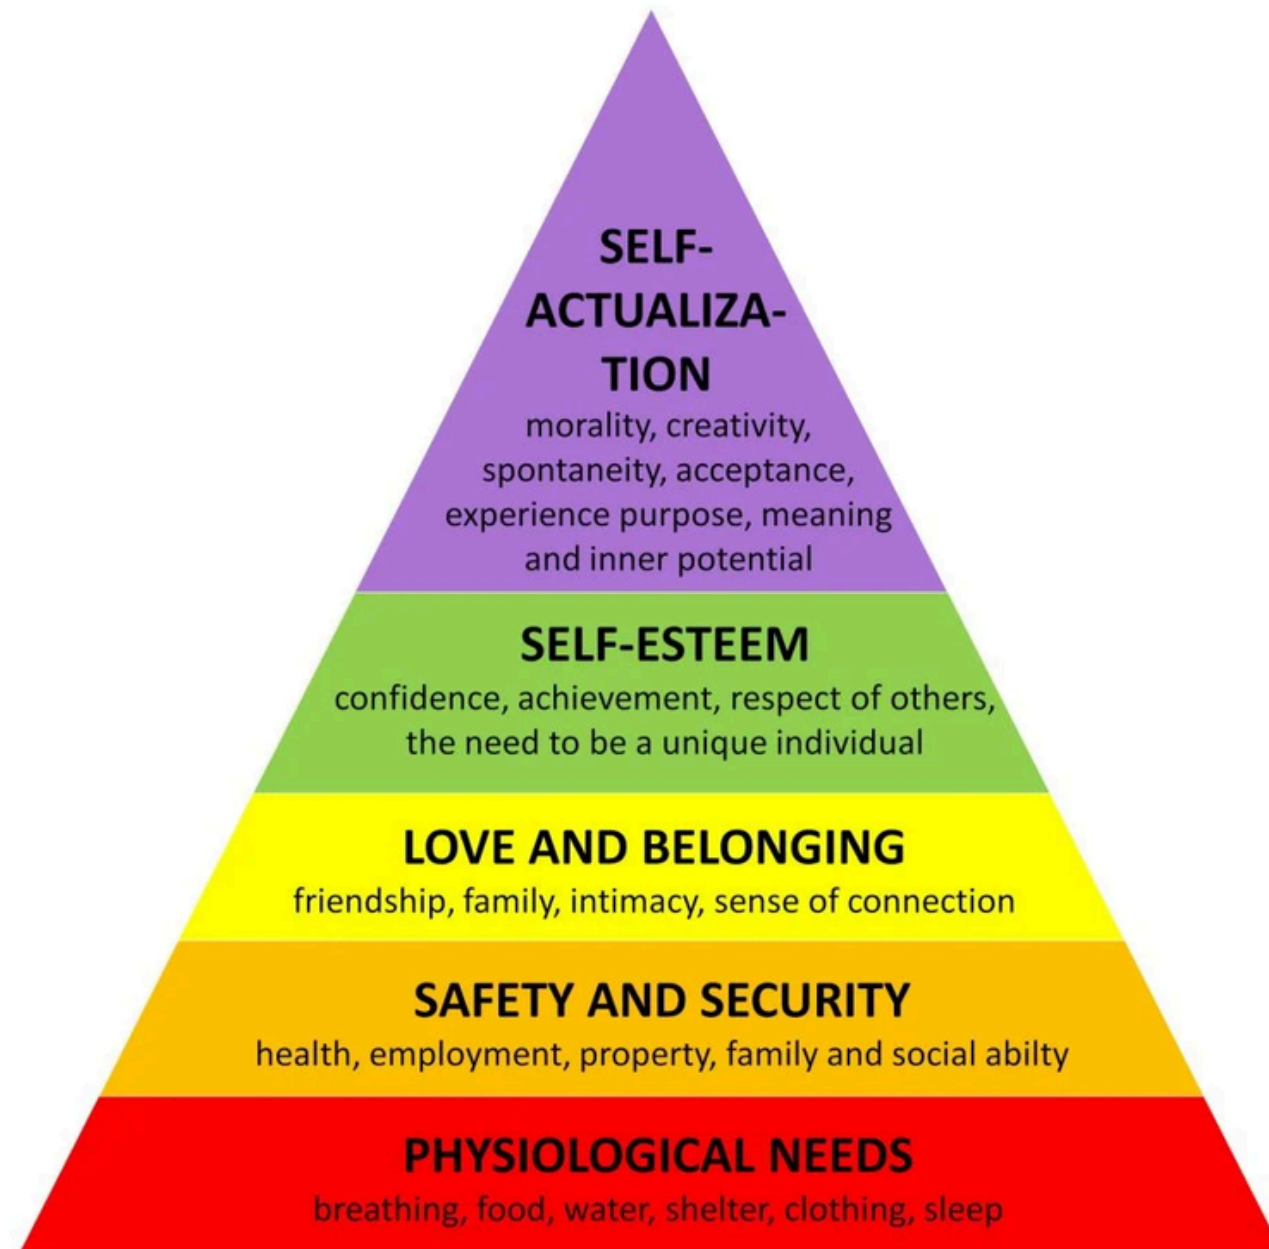 SELF-
ACTUALIZA-
TION
morality, creativity,
spontaneity, acceptance,
experience purpose, meaning
and inner potential
SELF-ESTEEM
confidence, achievement, respect of others,
the need to be a unique individual
LOVE AND BELONGING
friendship, family, intimacy, sense of connection
SAFETY AND SECURITY
health, employment, property, family and social abilty
PHYSIOLOGICAL NEEDS
breathing, food, water, shelter, clothing, sleep